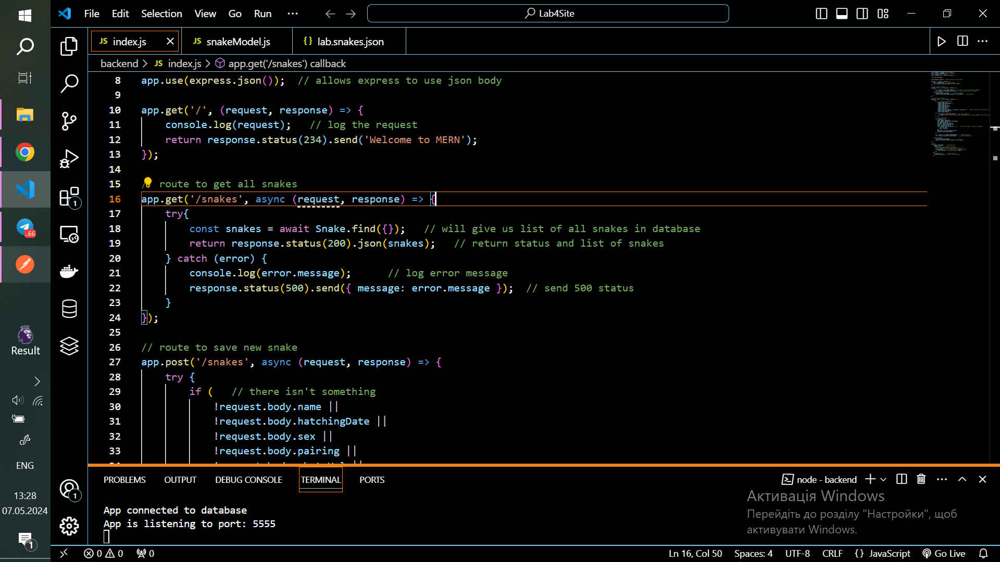 File Edit Selection View Go Run ···
Lab4Site
JS index.js
JS snakeModel.js
{} lab.snakes.json
backend > JS index.js > app.get('/snakes') callback
8 app.use(express.json());  // allows express to use json body
9
10 app.get('/', (request, response) => {
11     console.log(request);   // log the request
12     return response.status(234).send('Welcome to MERN');
13 });
14
15 // route to get all snakes
16 app.get('/snakes', async (request, response) => {
17     try{
18         const snakes = await Snake.find({});   // will give us list of all snakes in database
19         return response.status(200).json(snakes);   // return status and list of snakes
20     } catch (error) {
21         console.log(error.message);      // log error message
22         response.status(500).send({ message: error.message });  // send 500 status
23     }
24 });
25
26 // route to save new snake
27 app.post('/snakes', async (request, response) => {
28     try {
29         if (   // there isn't something
30             !request.body.name ||
31             !request.body.hatchingDate ||
32             !request.body.sex ||
33             !request.body.pairing ||
PROBLEMS OUTPUT DEBUG CONSOLE TERMINAL PORTS
node - backend
App connected to database
App is listening to port: 5555
Активація Windows
Перейдіть до розділу "Настройки", щоб
активувати Windows.
0 0 0
Ln 16, Col 50 Spaces: 4 UTF-8 CRLF {} JavaScript Go Live
1
1
..66
Result
ENG
13:28
07.05.2024
1